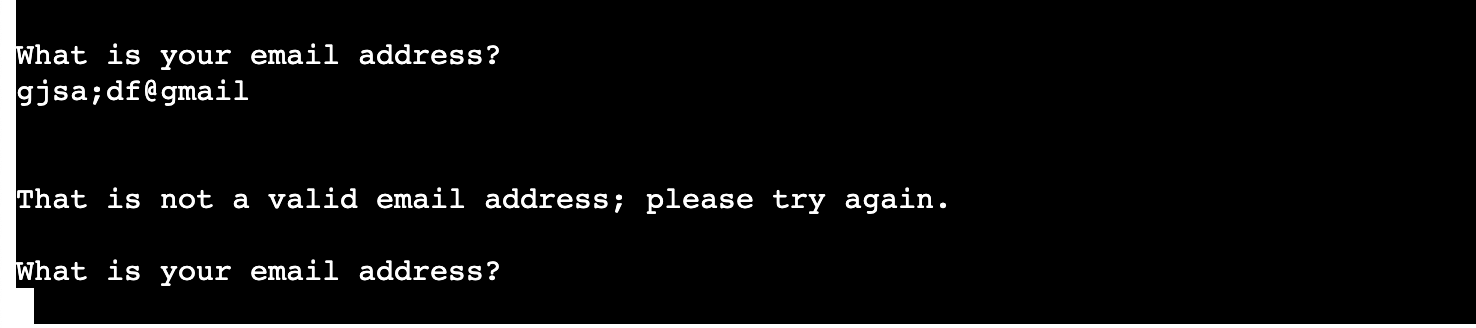 What is your email address?
gjsa;df@gmail
That is not a valid email address; please try again.
What is your email address?